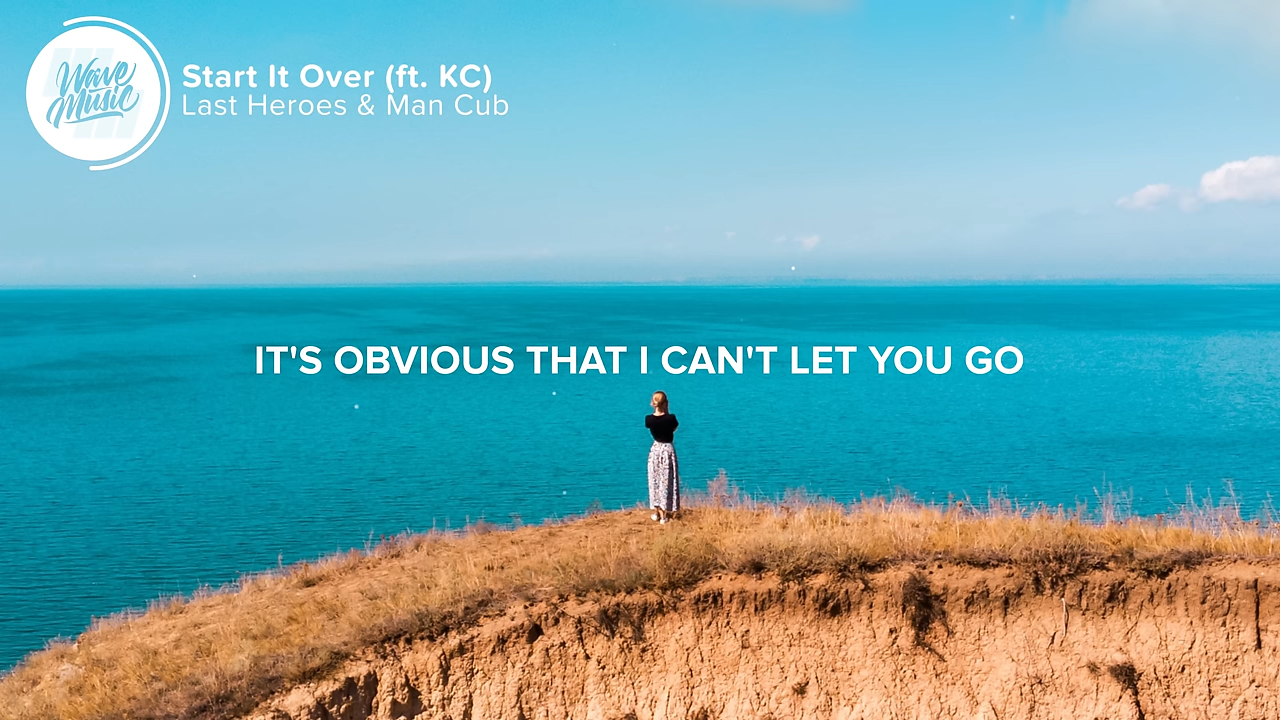 Wave
Music
Start It Over (ft. KC)
Last Heroes & Man Cub
IT'S OBVIOUS THAT I CAN'T LET YOU GO